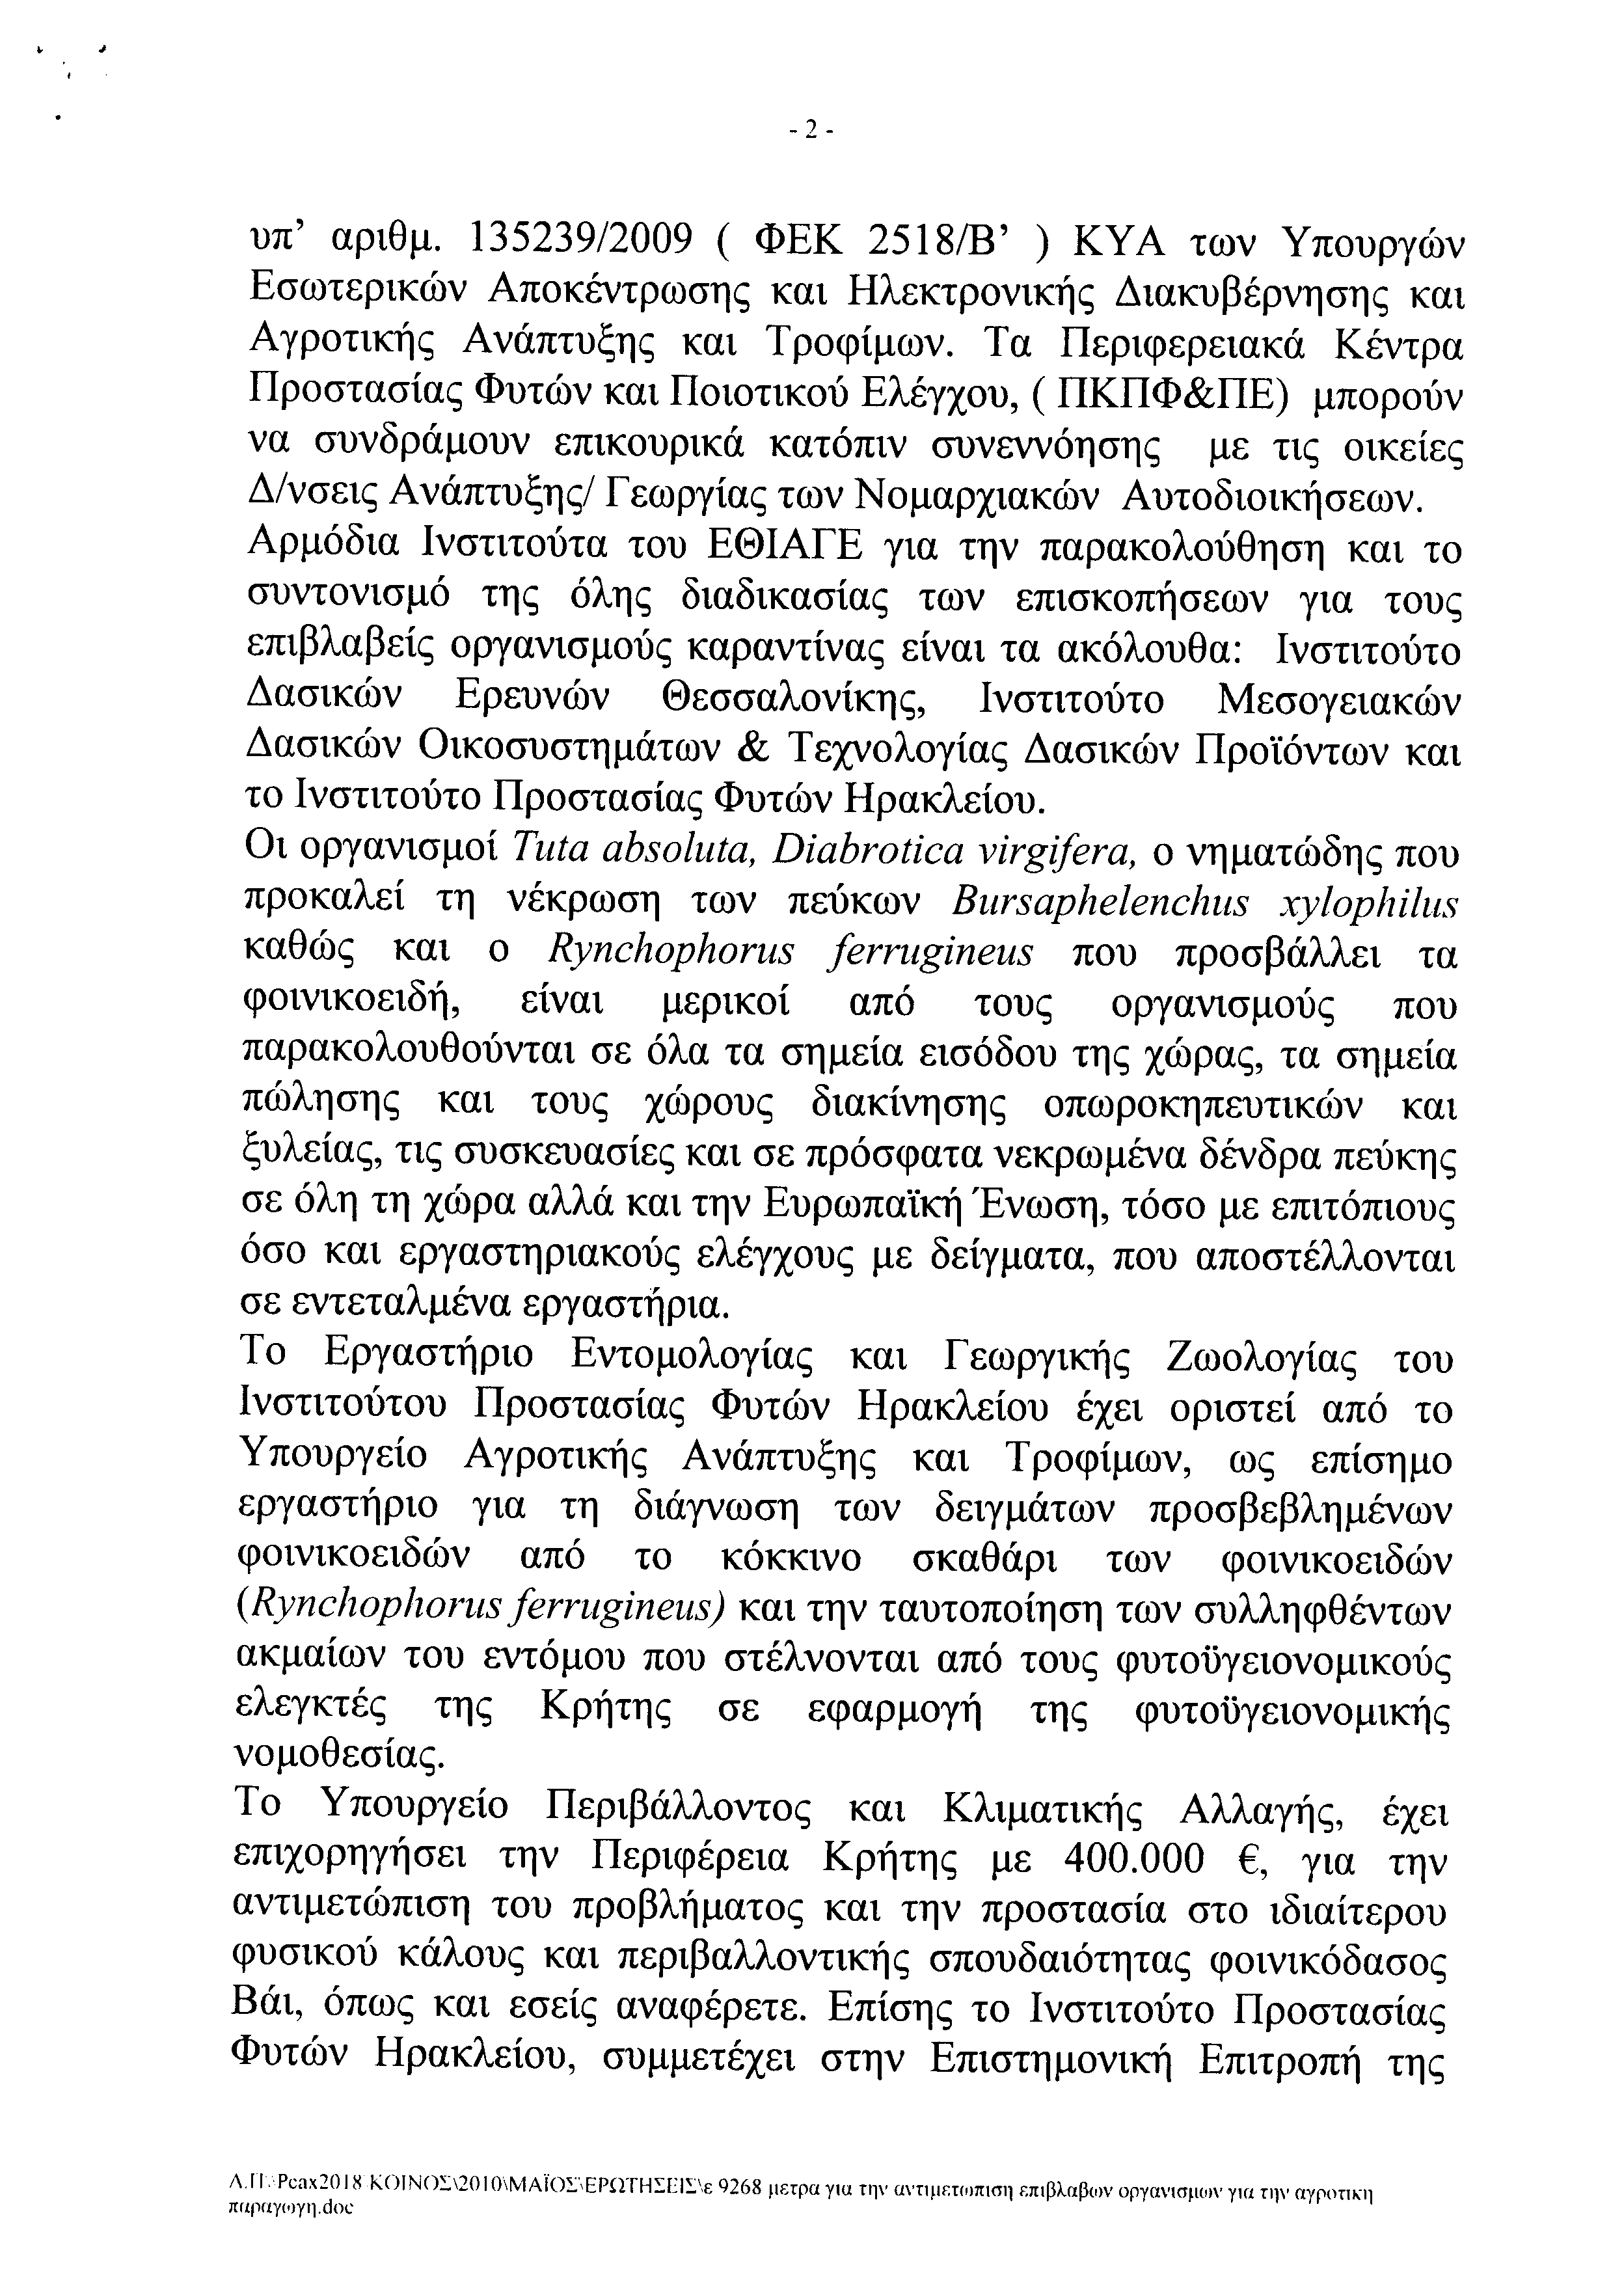 - 2 -
υπ’ αριθμ. 135239/2009 ( ΦΕΚ 2518/Β’ ) ΚΥΑ των Υπουργών
Εσωτερικών Αποκέντρωσης και Ηλεκτρονικής Διακυβέρνησης και
Αγροτικής Ανάπτυξης και Τροφίμων. Τα Περιφερειακά Κέντρα
Προστασίας Φυτών και Ποιοτικού Ελέγχου, ( ΠΚΠΦ&ΠΕ) μπορούν
να συνδράμουν επικουρικά κατόπιν συνεννόησης με τις οικείες
Δ/νσεις Ανάπτυξης/ Γεωργίας των Νομαρχιακών Αυτοδιοικήσεων.
Αρμόδια Ινστιτούτα του ΕΘΙΑΓΕ για την παρακολούθηση και το
συντονισμό της όλης διαδικασίας των επισκοπήσεων για τους
επιβλαβείς οργανισμούς καραντίνας είναι τα ακόλουθα: Ινστιτούτο
Δασικών Ερευνών Θεσσαλονίκης, Ινστιτούτο Μεσογειακών
Δασικών Οικοσυστημάτων & Τεχνολογίας Δασικών Προϊόντων και
το Ινστιτούτο Προστασίας Φυτών Ηρακλείου.
Οι οργανισμοί Tuta absoluta, Diabrotica virgifera, ο νηματώδης που
προκαλεί τη νέκρωση των πεύκων Bursaphelenchus xylophilus
καθώς και ο Rynchophorus ferrugineus που προσβάλλει τα
φοινικοειδή, είναι μερικοί από τους οργανισμούς που
παρακολουθούνται σε όλα τα σημεία εισόδου της χώρας, τα σημεία
πώλησης και τους χώρους διακίνησης οπωροκηπευτικών και
ξυλείας, τις συσκευασίες και σε πρόσφατα νεκρωμένα δένδρα πεύκης
σε όλη τη χώρα αλλά και την Ευρωπαϊκή Ένωση, τόσο με επιτόπιους
όσο και εργαστηριακούς ελέγχους με δείγματα, που αποστέλλονται
σε εντεταλμένα εργαστήρια.
Το Εργαστήριο Εντομολογίας και Γεωργικής Ζωολογίας του
Ινστιτούτου Προστασίας Φυτών Ηρακλείου έχει οριστεί από το
Υπουργείο Αγροτικής Ανάπτυξης και Τροφίμων, ως επίσημο
εργαστήριο για τη διάγνωση των δειγμάτων προσβεβλημένων
φοινικοειδών από το κόκκινο σκαθάρι των φοινικοειδών
(Rynchophorus ferrugineus) και την ταυτοποίηση των συλληφθέντων
ακμαίων του εντόμου που στέλνονται από τους φυτοϋγειονομικούς
ελεγκτές της Κρήτης σε εφαρμογή της φυτοϋγειονομικής
νομοθεσίας.
Το Υπουργείο Περιβάλλοντος και Κλιματικής Αλλαγής, έχει
επιχορηγήσει την Περιφέρεια Κρήτης με 400.000 €, για την
αντιμετώπιση του προβλήματος και την προστασία στο ιδιαίτερου
φυσικού κάλους και περιβαλλοντικής σπουδαιότητας φοινικόδασος
Βάι, όπως και εσείς αναφέρετε. Επίσης το Ινστιτούτο Προστασίας
Φυτών Ηρακλείου, συμμετέχει στην Επιστημονική Επιτροπή της
Λ.Π. \Pcax2018 ΚΟΙΝΟΣ\2010\ΜΑΪΟΣ\ΕΡΩΤΗΣΕΙΣ\ε 9268 μετρα για την αντιμετωπιση επιβλαβων οργανισμων για την αγροτικη
παραγωγη.doc